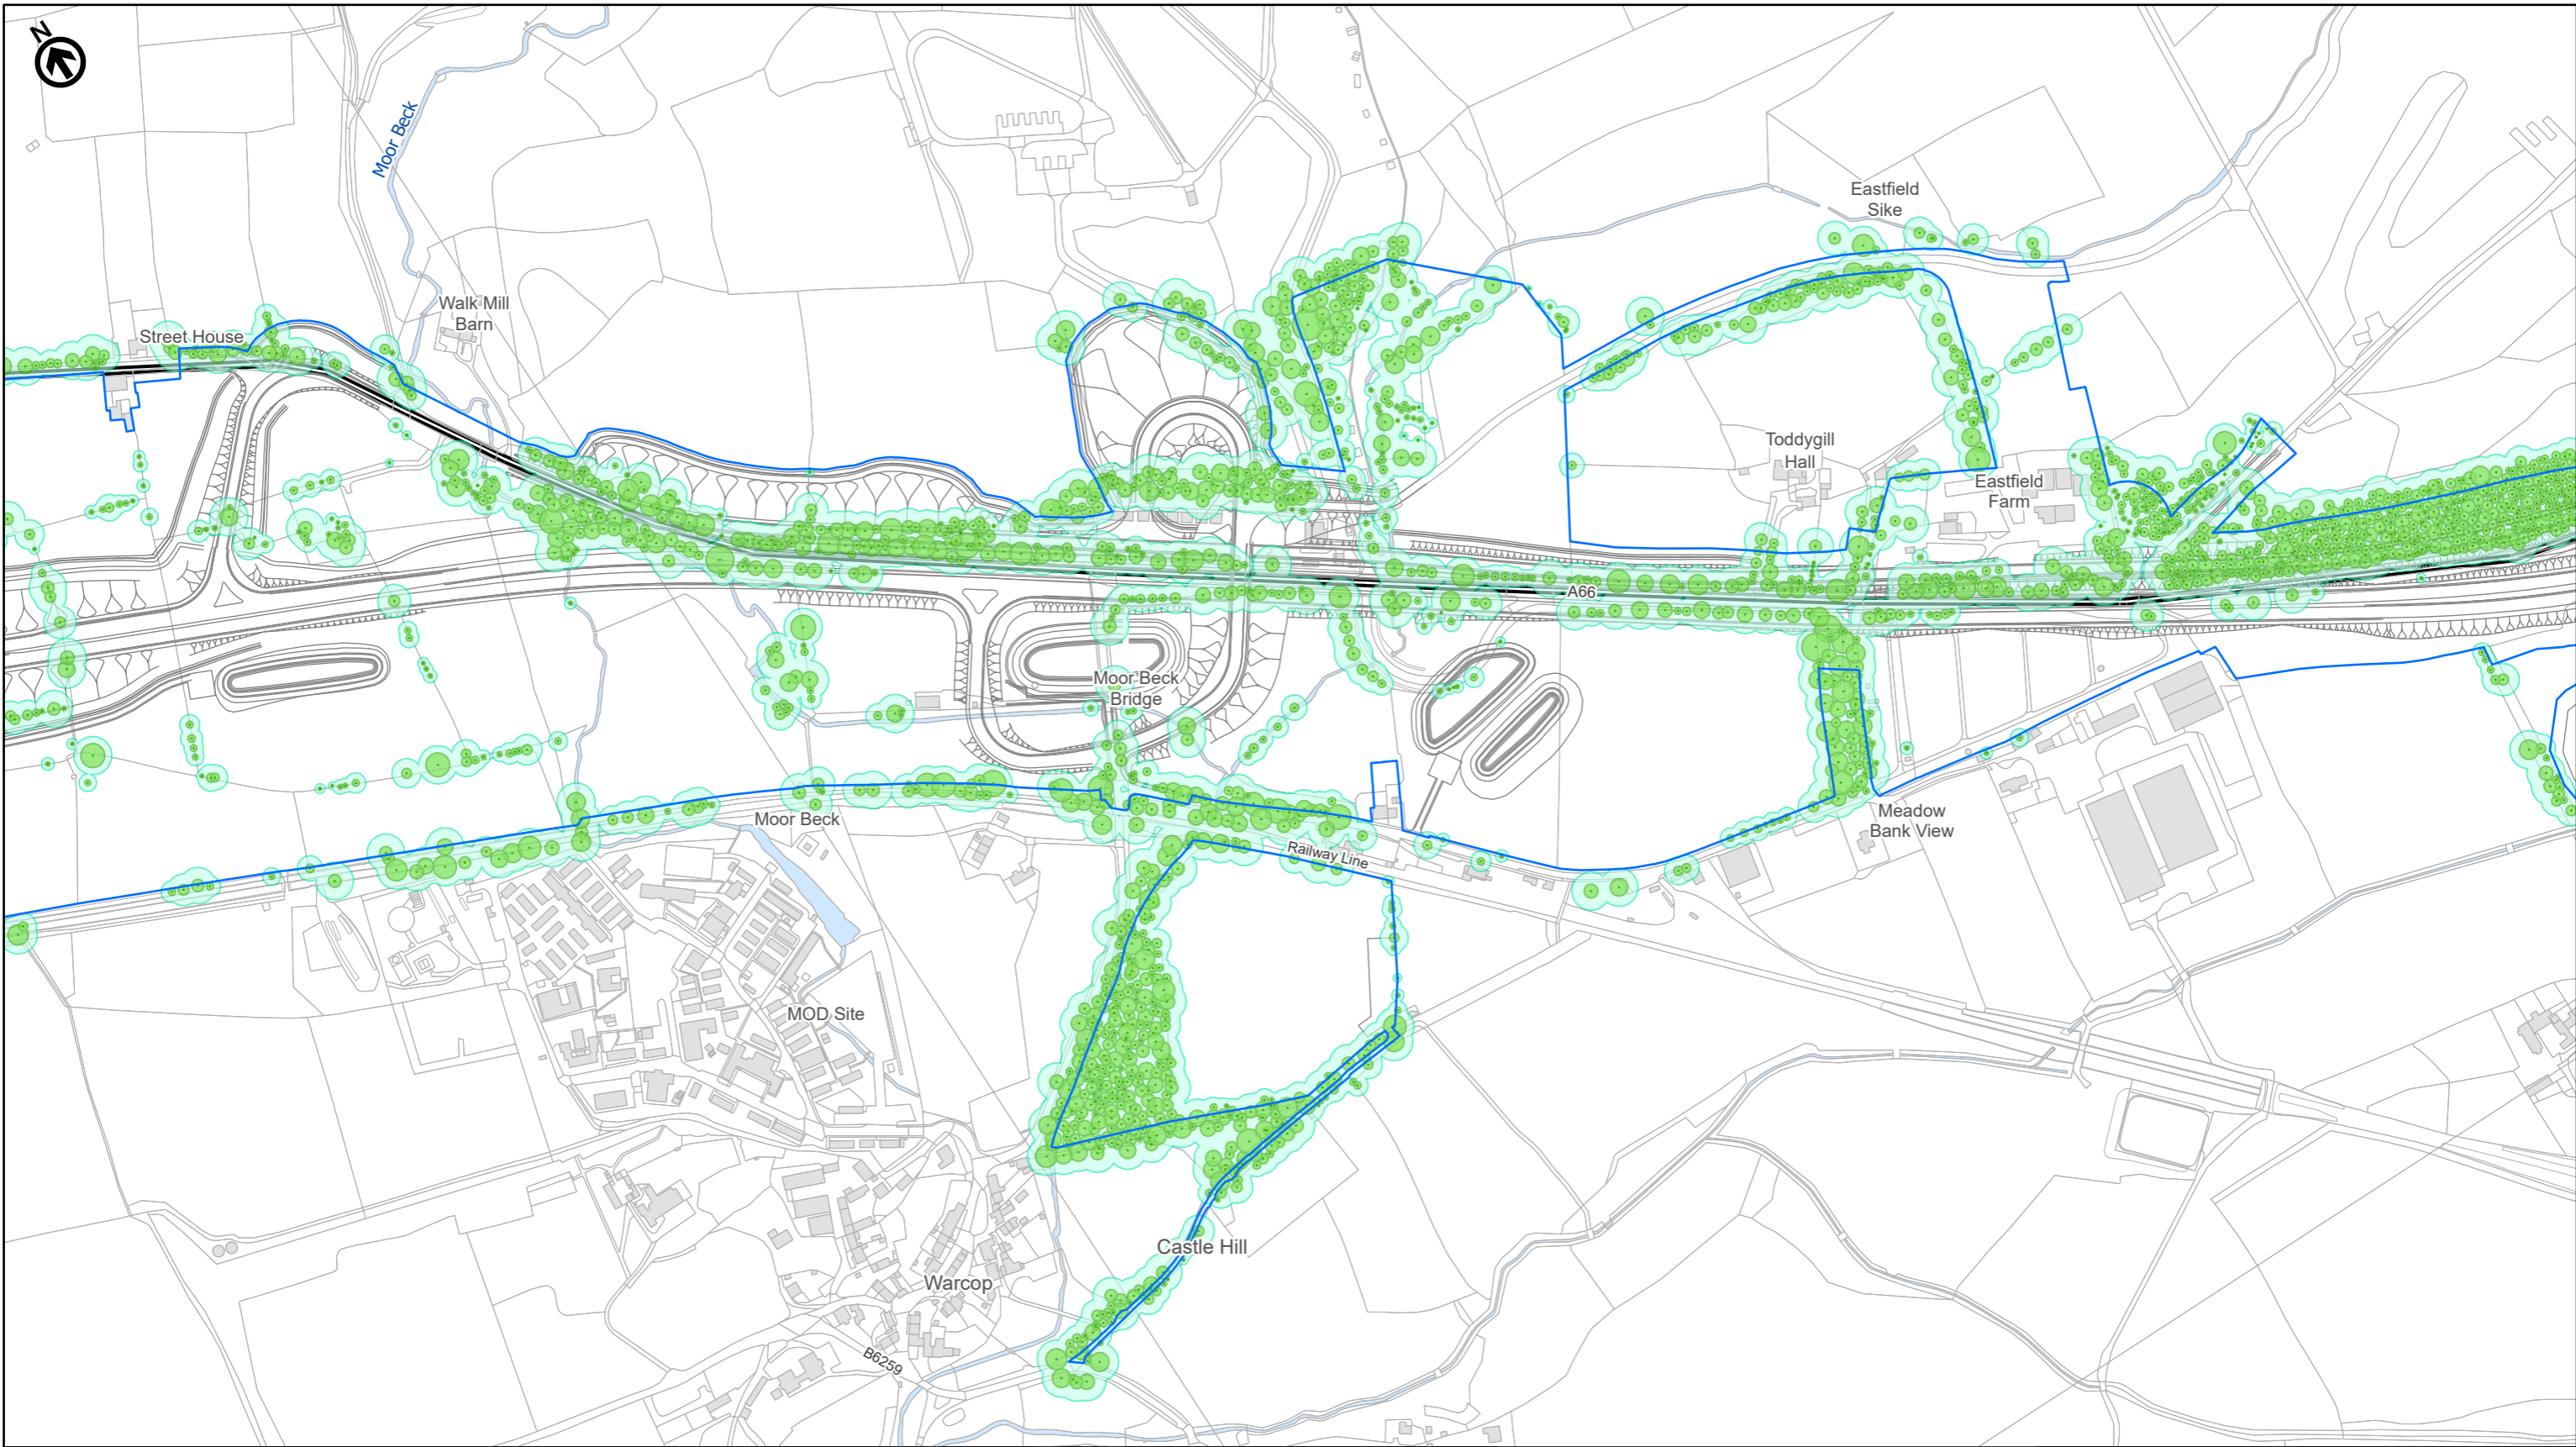 N
Moor Beck
Eastfield
Sike
Walk Mill
Barn
Street House
Toddygill
Hall
Eastfield
Farm
A66
Moor Beck
Bridge
Moor Beck
Meadow
Bank View
Railway Line
MOD Site
Castle Hill
Warcop
B6259